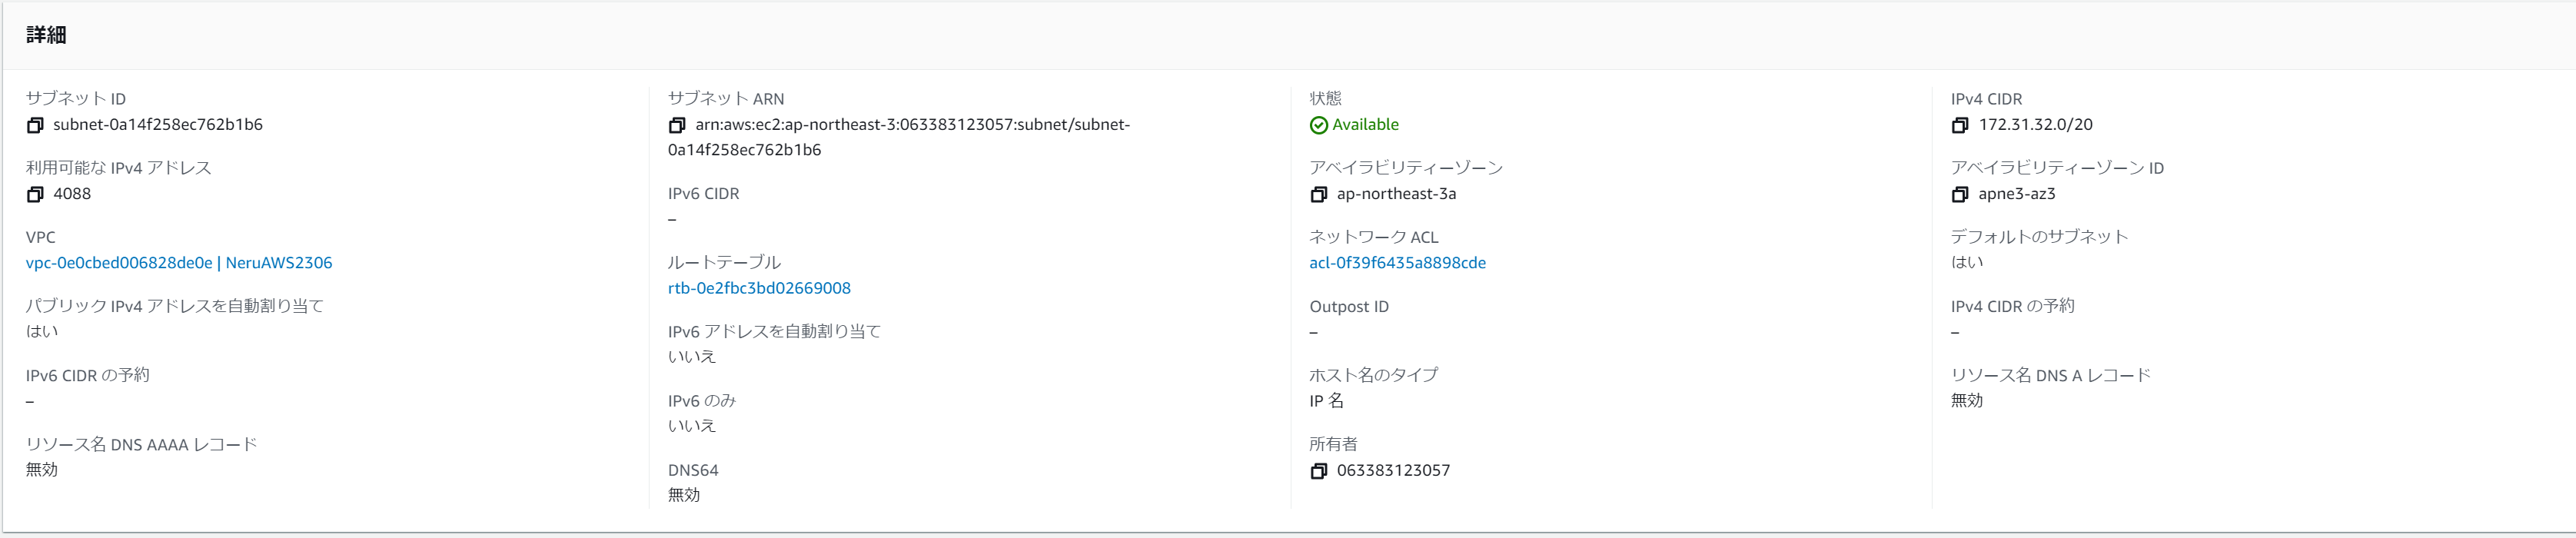 詳細
サブネット ID
subnet-0a14f258ec762b1b6
利用可能な IPv4 アドレス
4088
VPC
vpc-0e0cbed006828de0e | NeruAWS2306
パブリック IPv4 アドレスを自動割り当て
はい
IPv6 CIDR の予約
–
リソース名 DNS AAAA レコード
無効
サブネット ARN
arn:aws:ec2:ap-northeast-3:063383123057:subnet/subnet-
0a14f258ec762b1b6
IPv6 CIDR
–
ルートテーブル
rtb-0e2fbc3bd02669008
IPv6 アドレスを自動割り当て
いいえ
IPv6 のみ
いいえ
DNS64
無効
状態
Available
アベイラビリティーゾーン
ap-northeast-3a
ネットワーク ACL
acl-0f39f6435a8898cde
Outpost ID
–
ホスト名のタイプ
IP 名
所有者
063383123057
IPv4 CIDR
172.31.32.0/20
アベイラビリティーゾーン ID
apne3-az3
デフォルトのサブネット
はい
IPv4 CIDR の予約
–
リソース名 DNS A レコード
無効